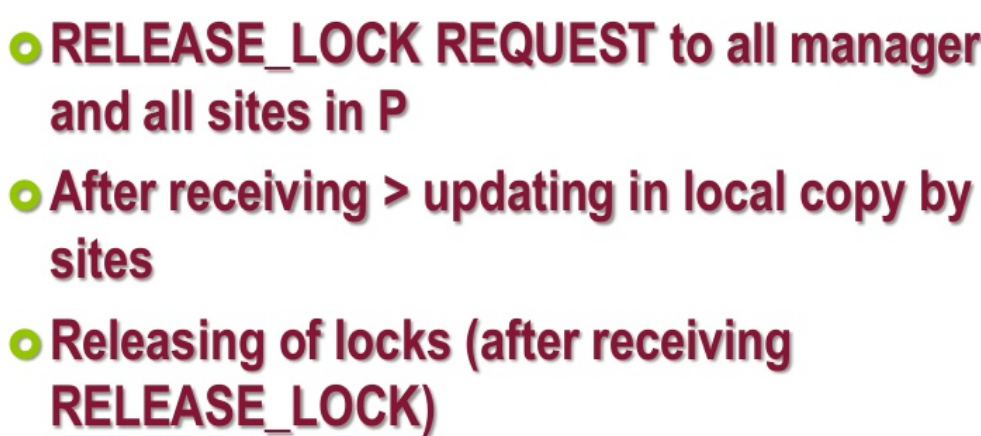 RELEASE_LOCK REQUEST to all manager
and all sites in P
After receiving > updating in local copy by
sites
Releasing of locks (after receiving
RELEASE_LOCK)